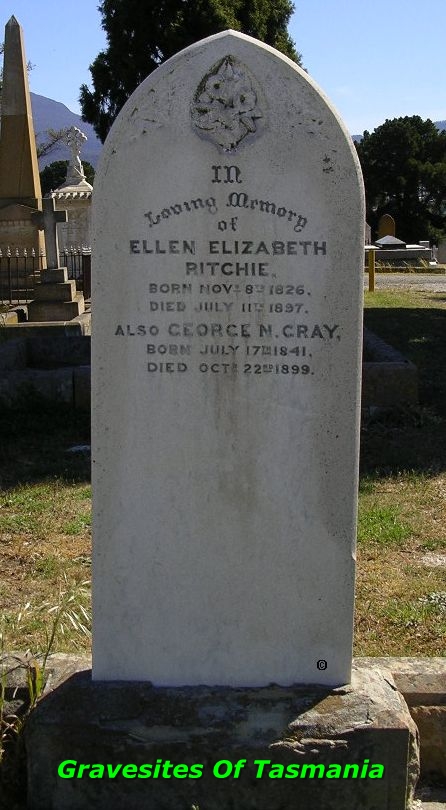 IN
Loving Memory
of
ELLEN ELIZABETH
RITCHIE.
BORN NOVR 8TH 1826.
DIED JULY 11TH 1897.
ALSO GEORGE N. GRAY,
BORN JULY 17TH 1841,
DIED OCTR 22ND 1899.
©
Gravesites Of Tasmania